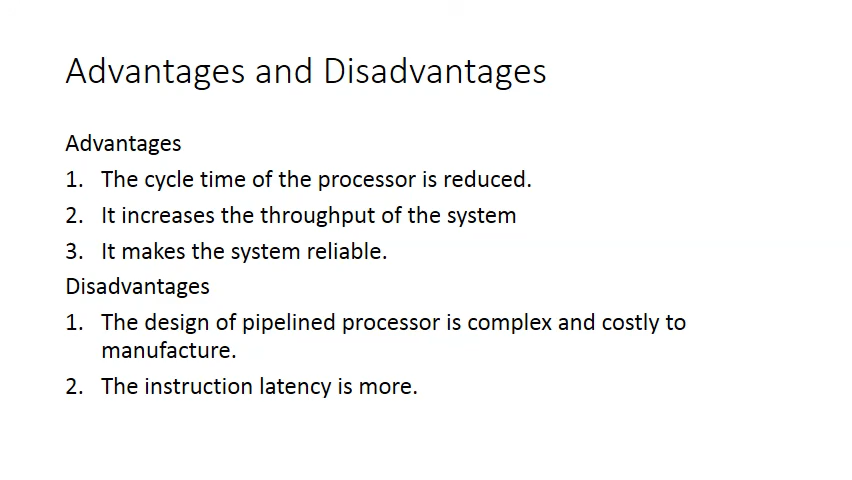 Advantages and Disadvantages
Advantages
1. The cycle time of the processor is reduced.
2. It increases the throughput of the system
3. It makes the system reliable.
Disadvantages
1. The design of pipelined processor is complex and costly to
manufacture.
2. The instruction latency is more.